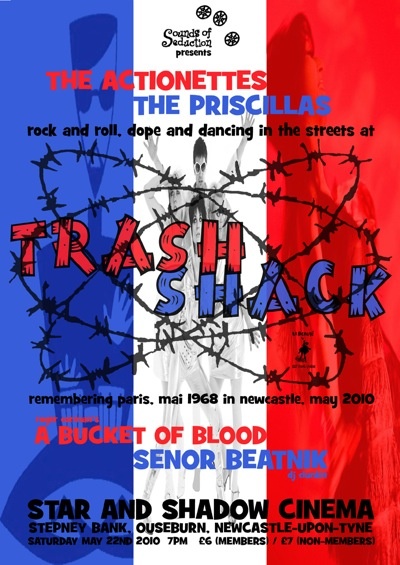 Sounds of
Seduction
presents
THE ACTIONETTES
THE PRISCILLAS
rock and roll, dope and dancing in the streets at
TRASH
SHACK
remembering paris, mai 1968 in newcastle, may 2010
A BUCKET OF BLOOD
SENOR BEATNIK
dj
STAR AND SHADOW CINEMA
STEPNEY BANK, OUSEBURN, NEWCASTLE-UPON-TYNE
SATURDAY MAY 22ND 2010 7PM £6 (MEMBERS) / £7 (NON-MEMBERS)